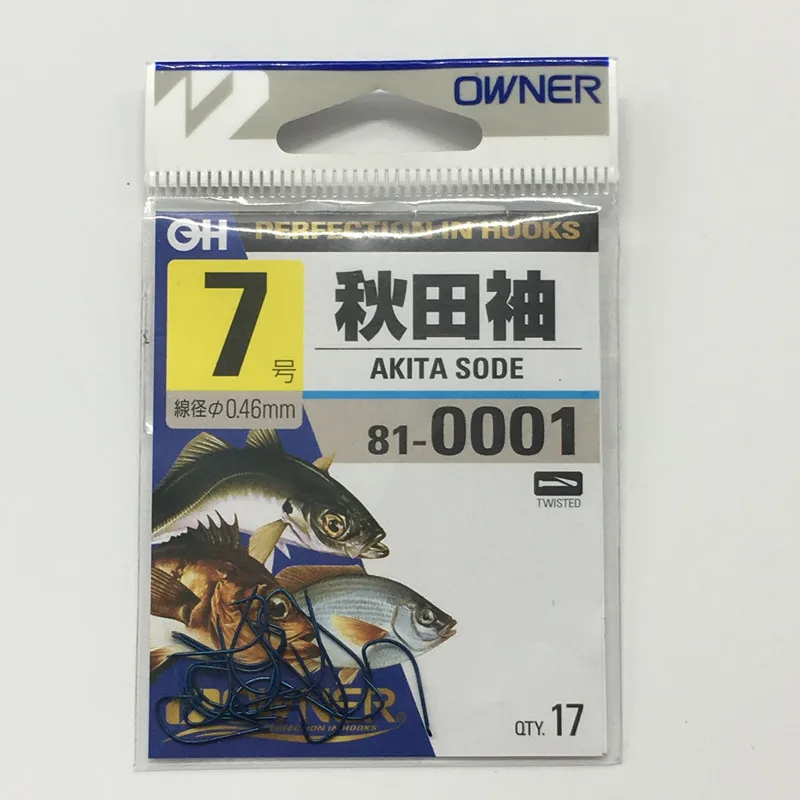 OWNER
OH PERFECTION IN HOOKS
7号
秋田袖
AKITA SODE
線径φ0.46mm
81-0001
TWISTED
OWNER®
PERFECTION IN HOOKS
QTY. 17